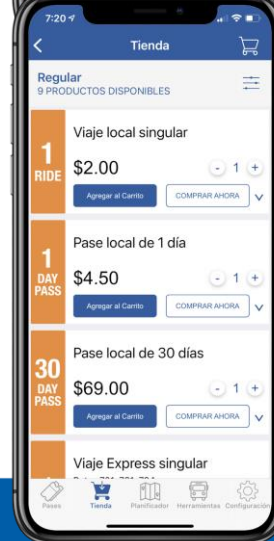 7:20
Tienda
Regular
9 PRODUCTOS DISPONIBLES
1
RIDE
Viaje local singular
$2.00
- 1 +
Agregar al Carrito
COMPRAR AHORA
1
DAY
PASS
Pase local de 1 día
$4.50
- 1 +
Agregar al Carrito
COMPRAR AHORA
30
DAY
PASS
Pase local de 30 días
$69.00
- 1 +
Agregar al Carrito
COMPRAR AHORA
Viaje Express singular
Pases
Tienda
Planificador
Herramientas
Configuración